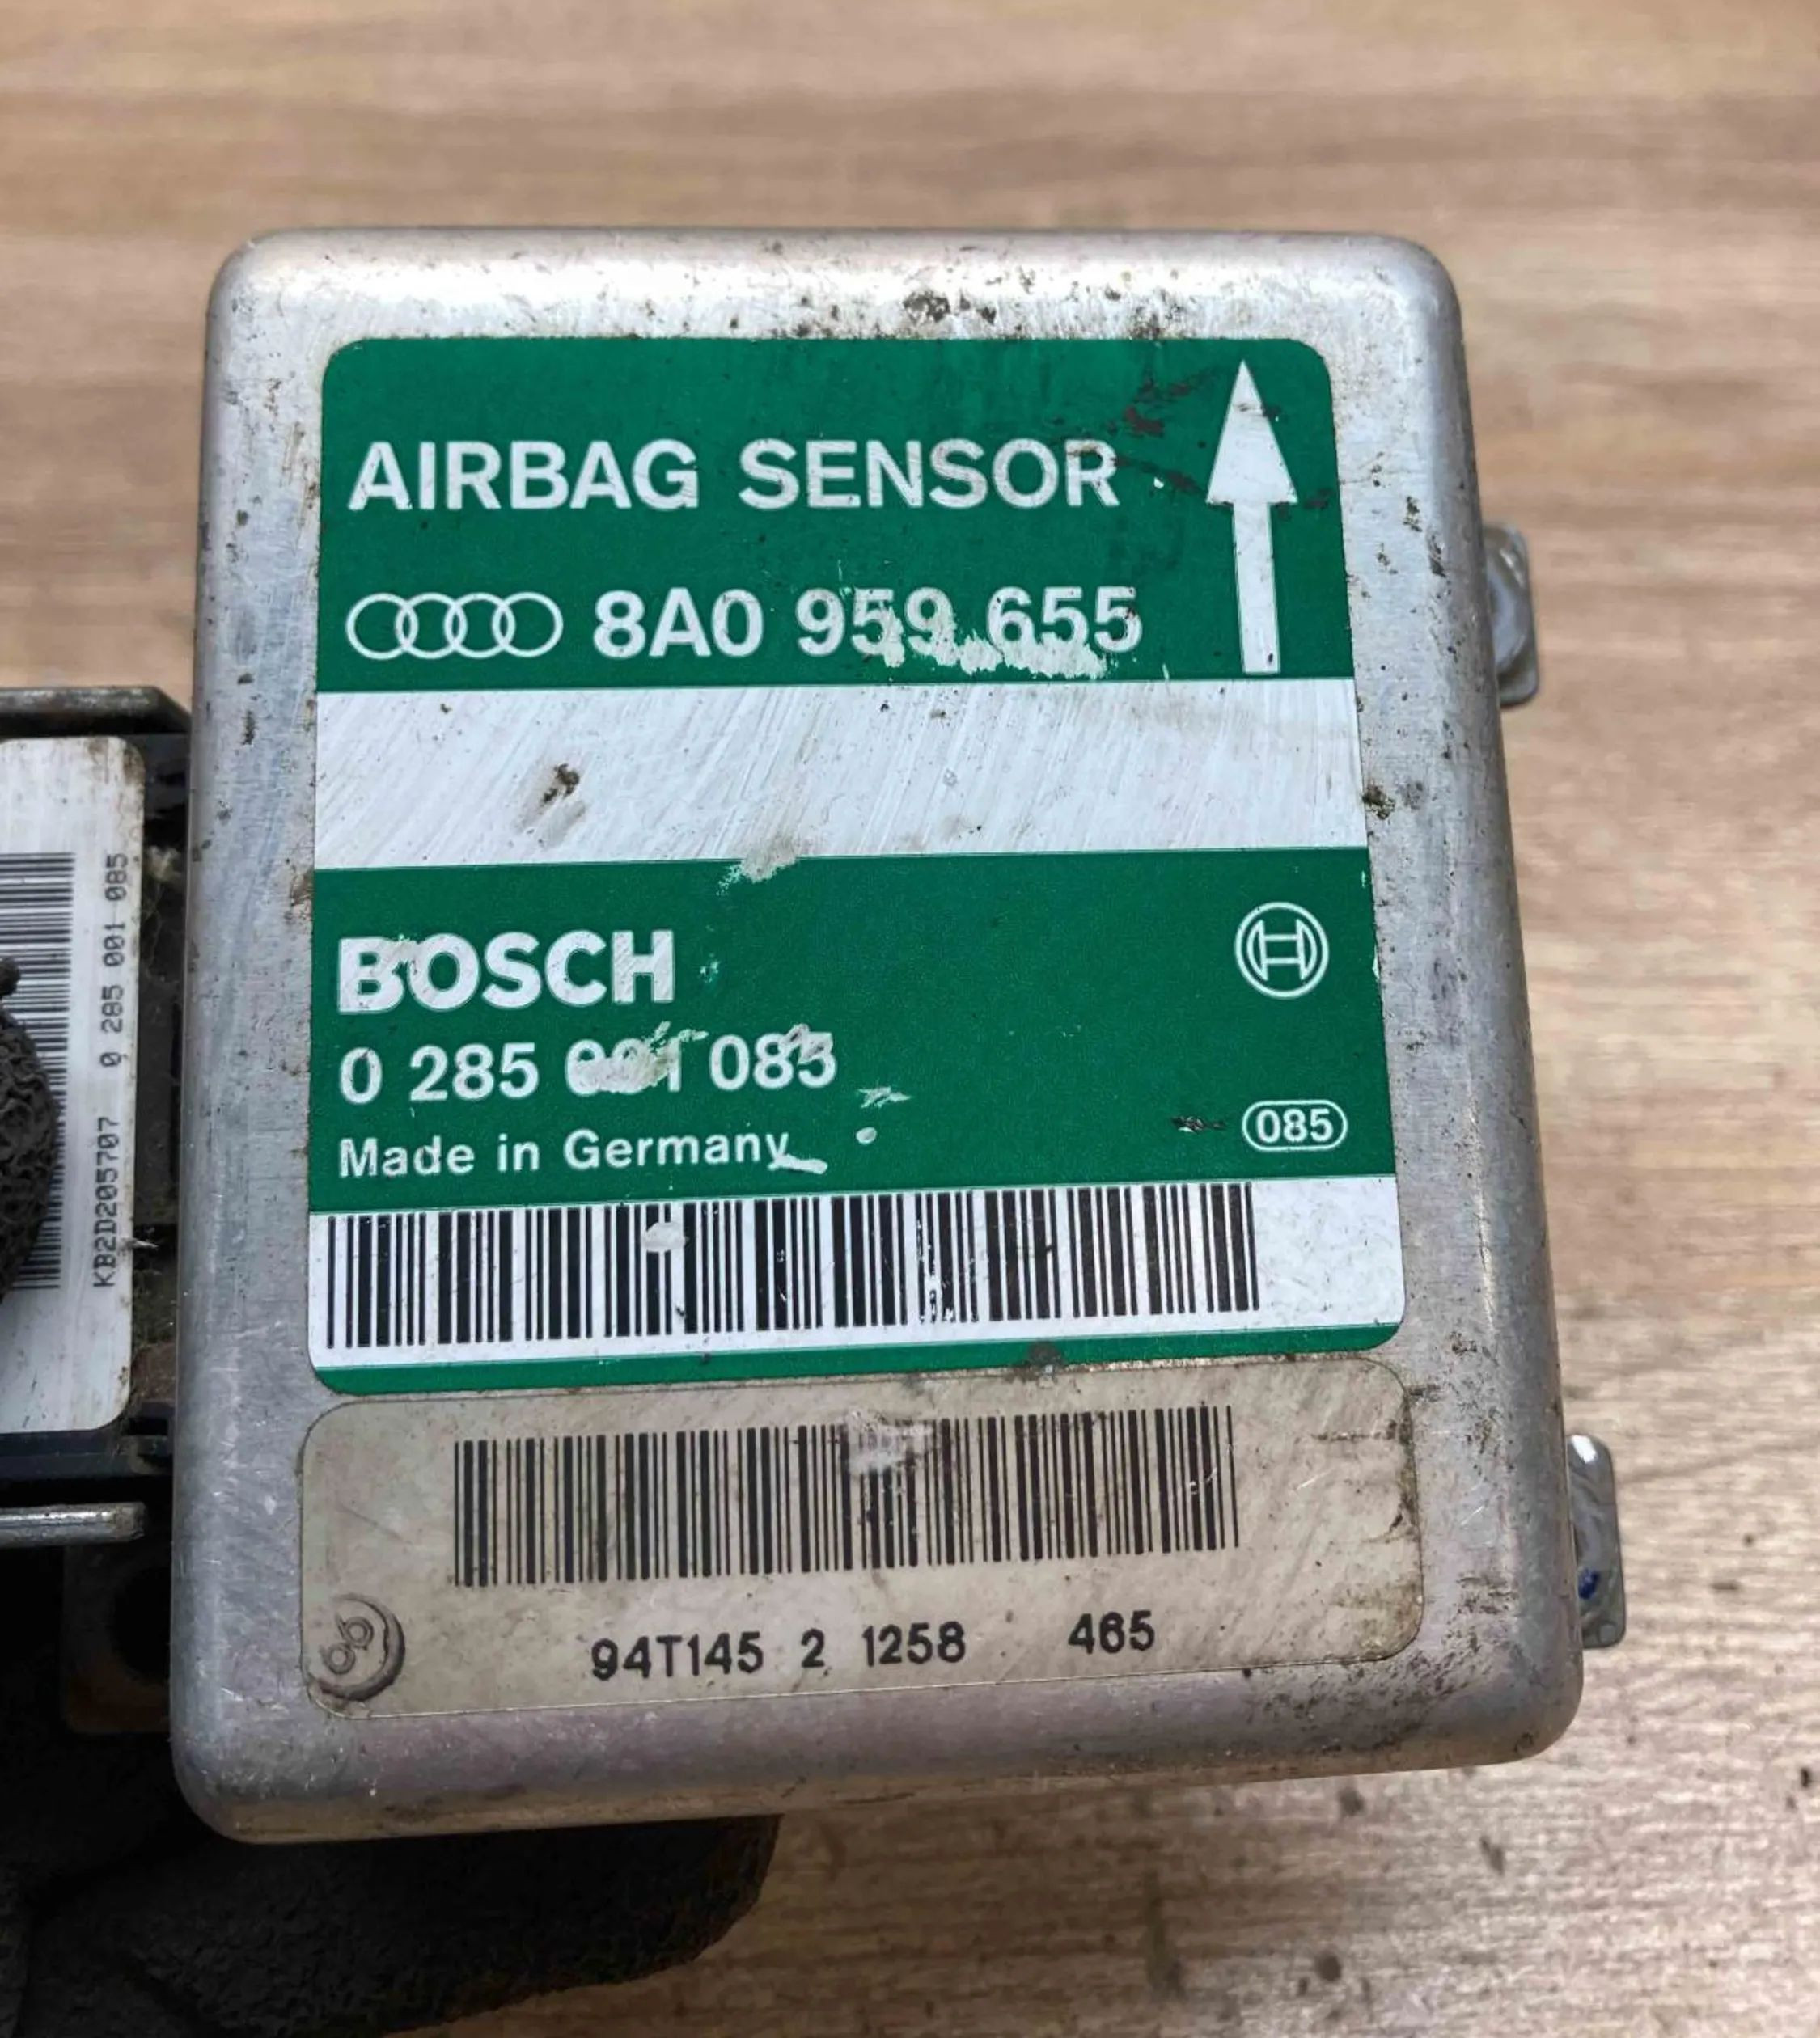 AIRBAG SENSOR
8A0 959 655
BOSCH
0 285 001 085
Made in Germany
085
94T145 2 1258 465
0 285 001 085
KB2D205707